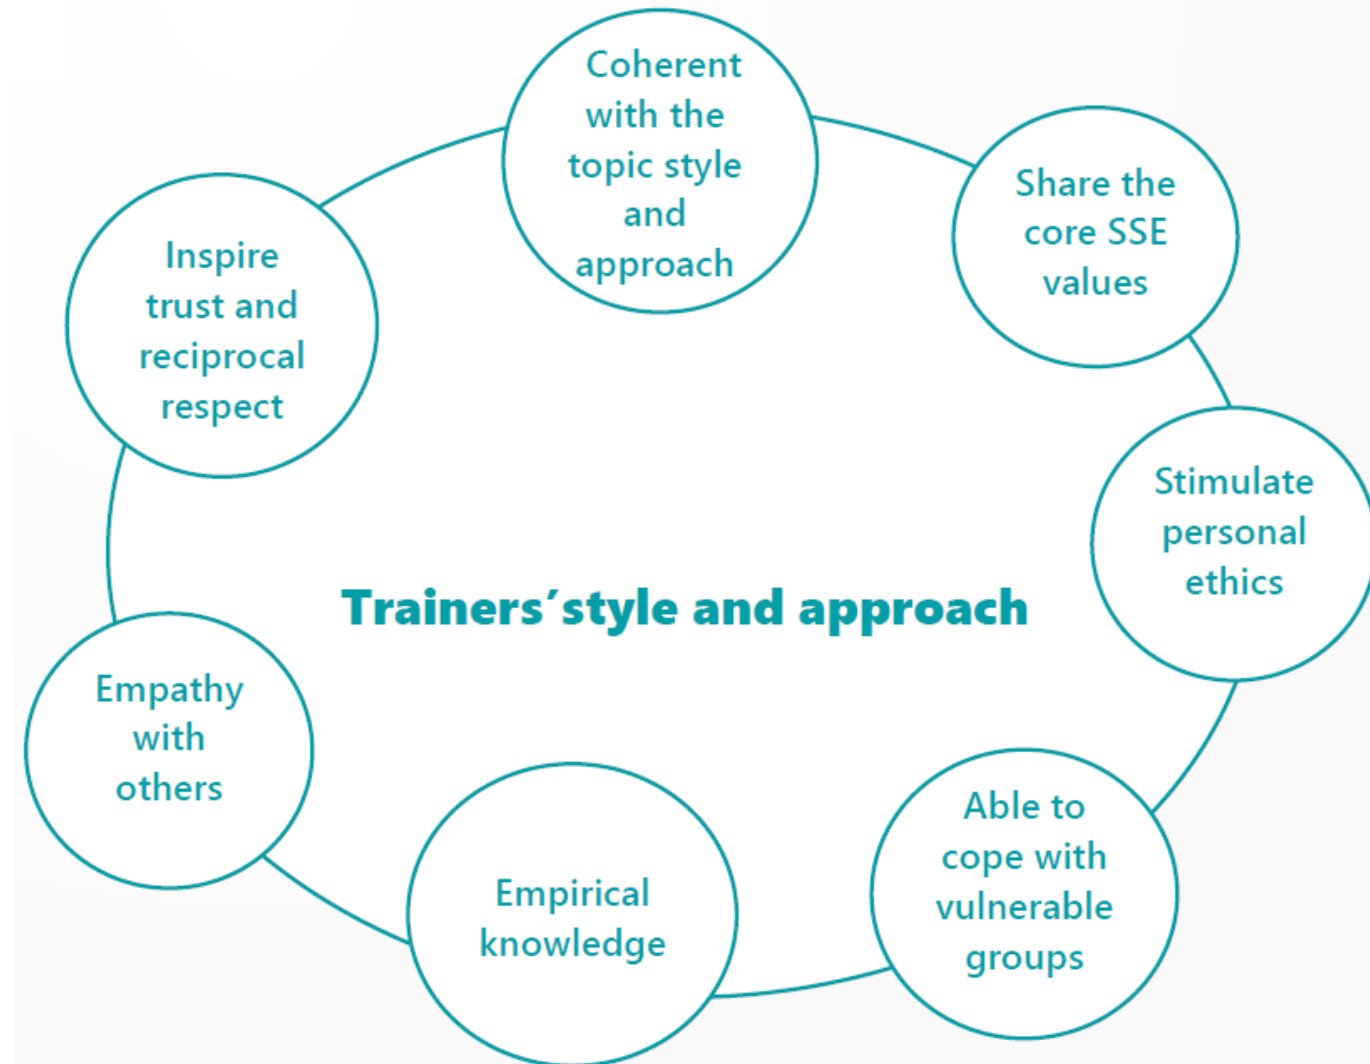 Coherent
with the
topic style
and
approach
Share the
core SSE
values
Stimulate
personal
ethics
Able to
cope with
vulnerable
groups
Empirical
knowledge
Empathy
with
others
Inspire
trust and
reciprocal
respect
Trainers´style and approach